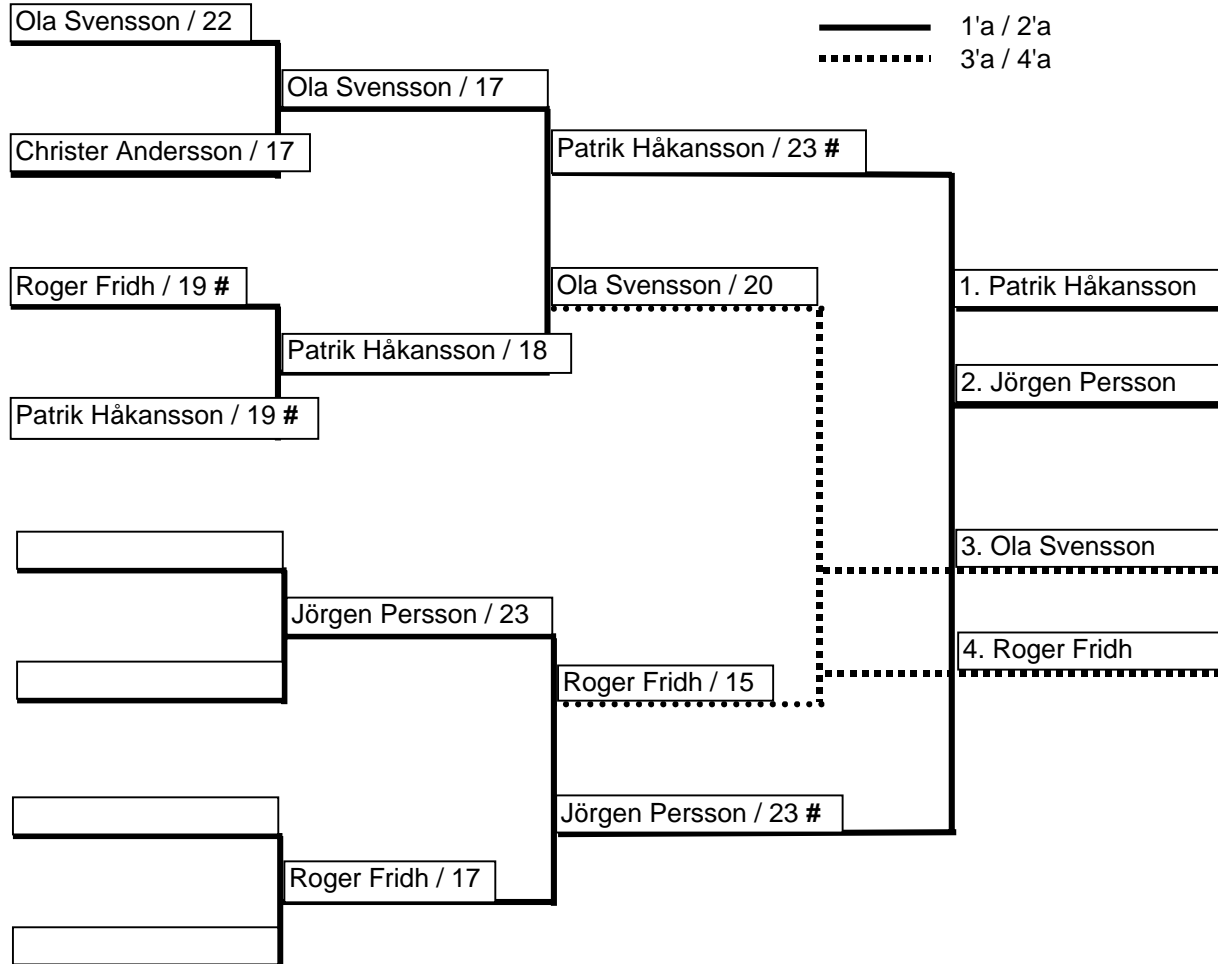 Ola Svensson / 22
1'a / 2'a
3'a / 4'a
Ola Svensson / 17
Christer Andersson / 17
Patrik Håkansson / 23 #
Roger Fridh / 19 #
Ola Svensson / 20
1. Patrik Håkansson
Patrik Håkansson / 18
2. Jörgen Persson
Patrik Håkansson / 19 #
3. Ola Svensson
Jörgen Persson / 23
4. Roger Fridh
Roger Fridh / 15
Jörgen Persson / 23 #
Roger Fridh / 17